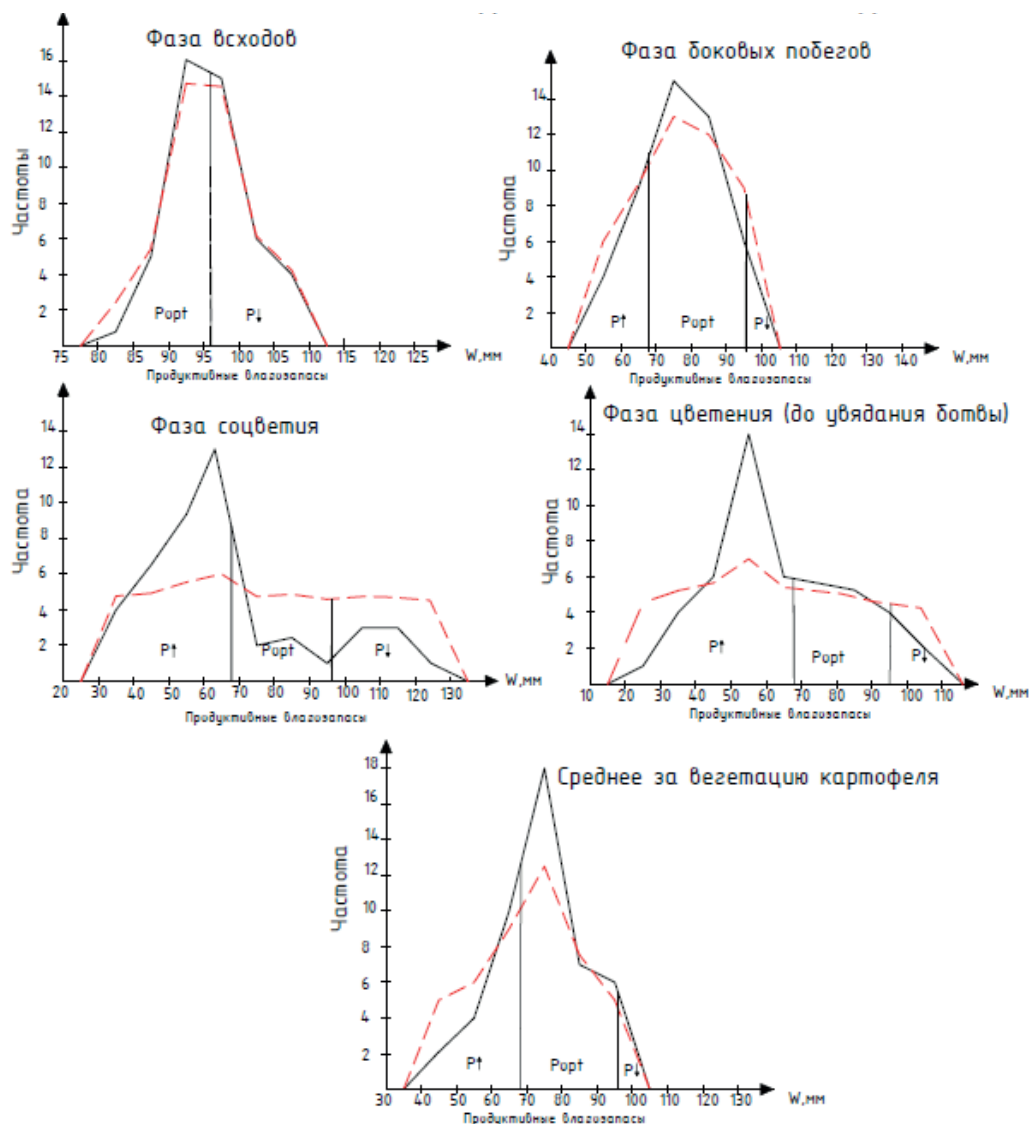 Фаза всходов
Частоты
16
14
12
10
8
6
4
2
Рopt
Р↓
75 80 85 90 95 100 105 110 115 120 125
W,мм
Продуктивные влагозапасы
Фаза боковых побегов
Частота
14
12
10
8
6
4
2
Р↑
Рopt
Р↓
40 50 60 70 80 90 100 110 120 140
W,мм
Продуктивные влагозапасы
Фаза соцветия
Частота
14
12
10
8
6
4
2
Р↑
Рopt
Р↓
20 30 40 50 60 70 80 90 100 110 120 130
W,мм
Продуктивные влагозапасы
Фаза цветения (до увядания ботвы)
Частота
14
12
10
8
6
4
2
Р↑
Рopt
Р↓
10 20 30 40 50 60 70 80 90 100 110
W,мм
Продуктивные влагозапасы
Среднее за вегетацию картофеля
Частота
18
16
14
12
10
8
6
4
2
Р↑
Рopt
Р↓
30 40 50 60 70 80 90 100 110 120 130
W,мм
Продуктивные влагозапасы